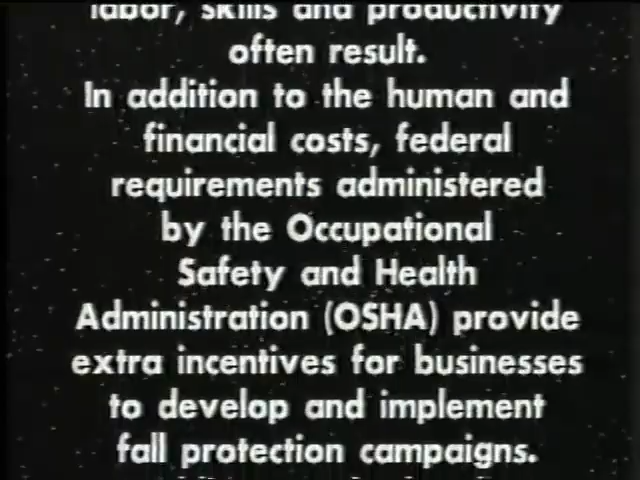 labor, skills and productivity
often result.
In addition to the human and
financial costs, federal
requirements administered
by the Occupational
Safety and Health
Administration (OSHA) provide
extra incentives for businesses
to develop and implement
fall protection campaigns.